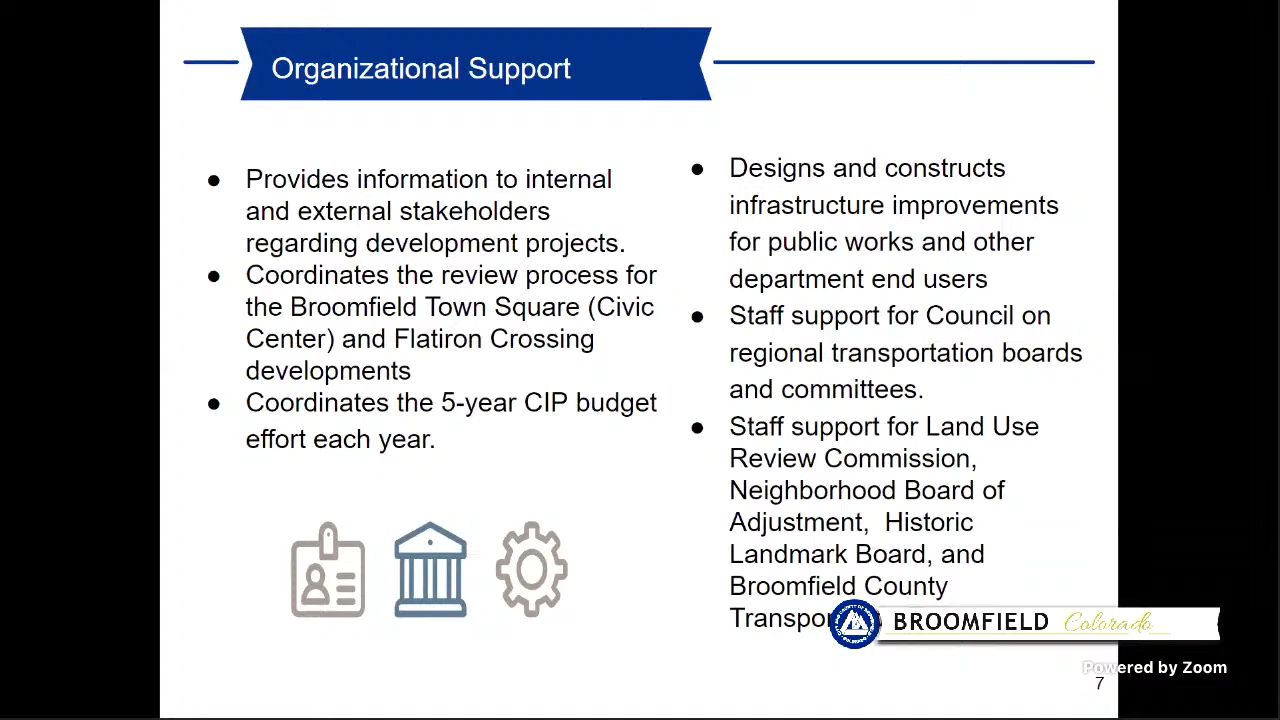 Organizational Support
● Provides information to internal
and external stakeholders
regarding development projects.
● Coordinates the review process for
the Broomfield Town Square (Civic
Center) and Flatiron Crossing
developments
● Coordinates the 5-year CIP budget
effort each year.
● Designs and constructs
infrastructure improvements
for public works and other
department end users
● Staff support for Council on
regional transportation boards
and committees.
● Staff support for Land Use
Review Commission,
Neighborhood Board of
Adjustment,  Historic
Landmark Board, and
Broomfield County
BROOMFIELD Colorado
Powered by Zoom
7